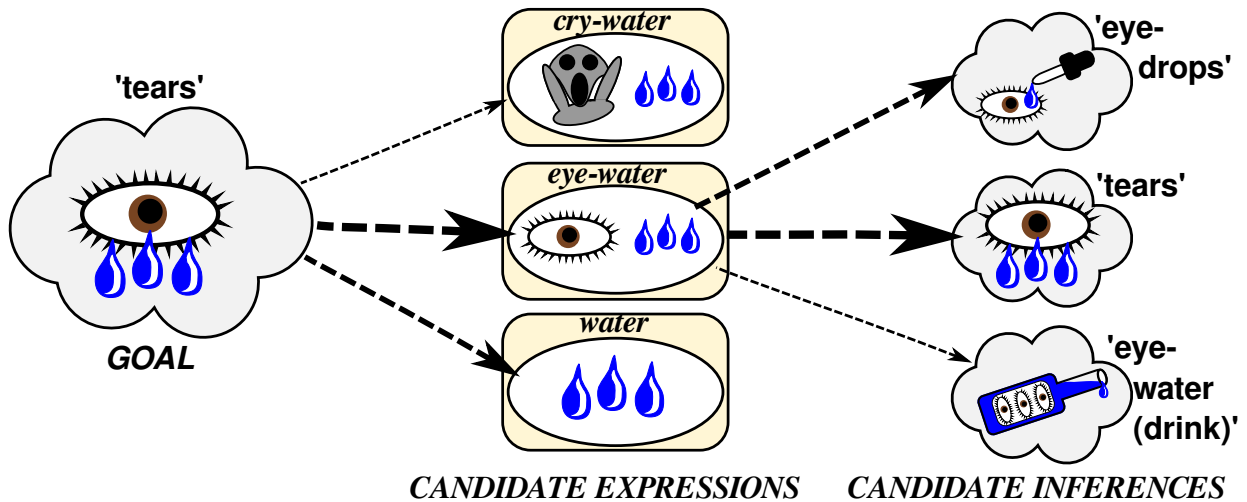 'tears'
GOAL
cry-water
eye-water
water
CANDIDATE EXPRESSIONS
'eye-
drops'
'tears'
'eye-
water
(drink)'
CANDIDATE INFERENCES